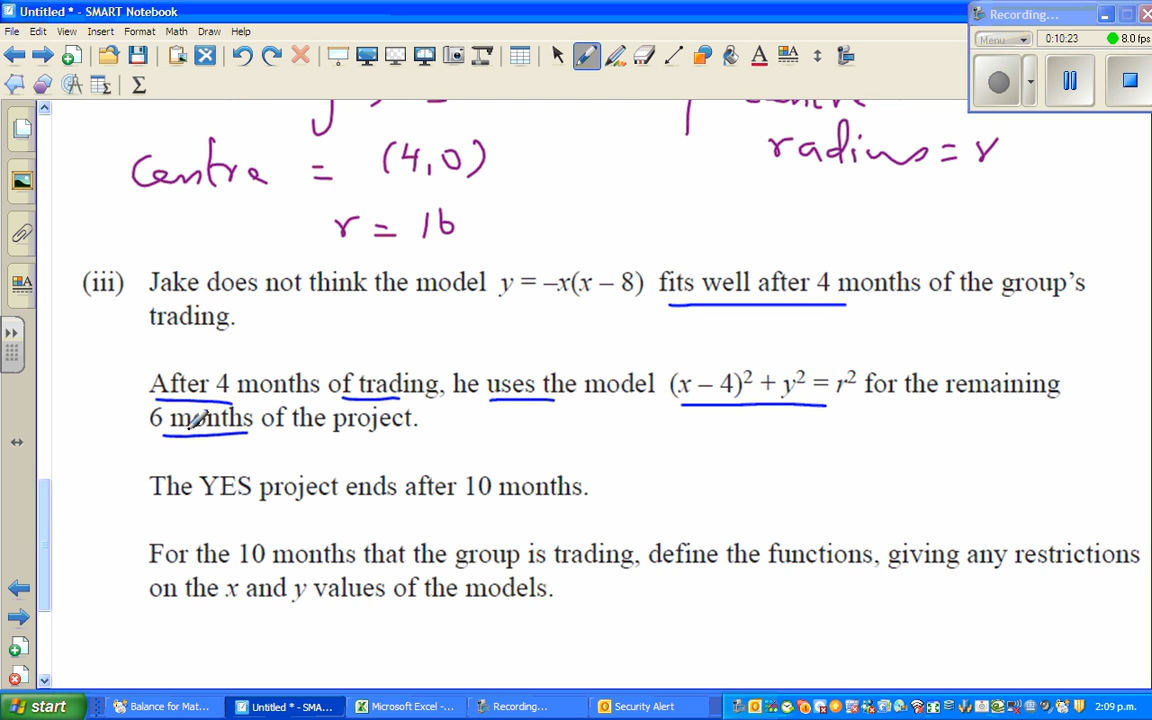 Untitled * - SMART Notebook
Recording...
File Edit View Insert Format Math Draw Help
Menu
0:10:23
8.0 fps
centra = (4,0)
radius = r
r = 16
(iii) Jake does not think the model y = –x(x – 8) fits well after 4 months of the group's
trading.
After 4 months of trading, he uses the model (x – 4)² + y² = r² for the remaining
6 months of the project.
The YES project ends after 10 months.
For the 10 months that the group is trading, define the functions, giving any restrictions
on the x and y values of the models.
start
Balance for Mat...
Untitled * - SMA...
Microsoft Excel -...
Recording...
Security Alert
2:09 p.m.